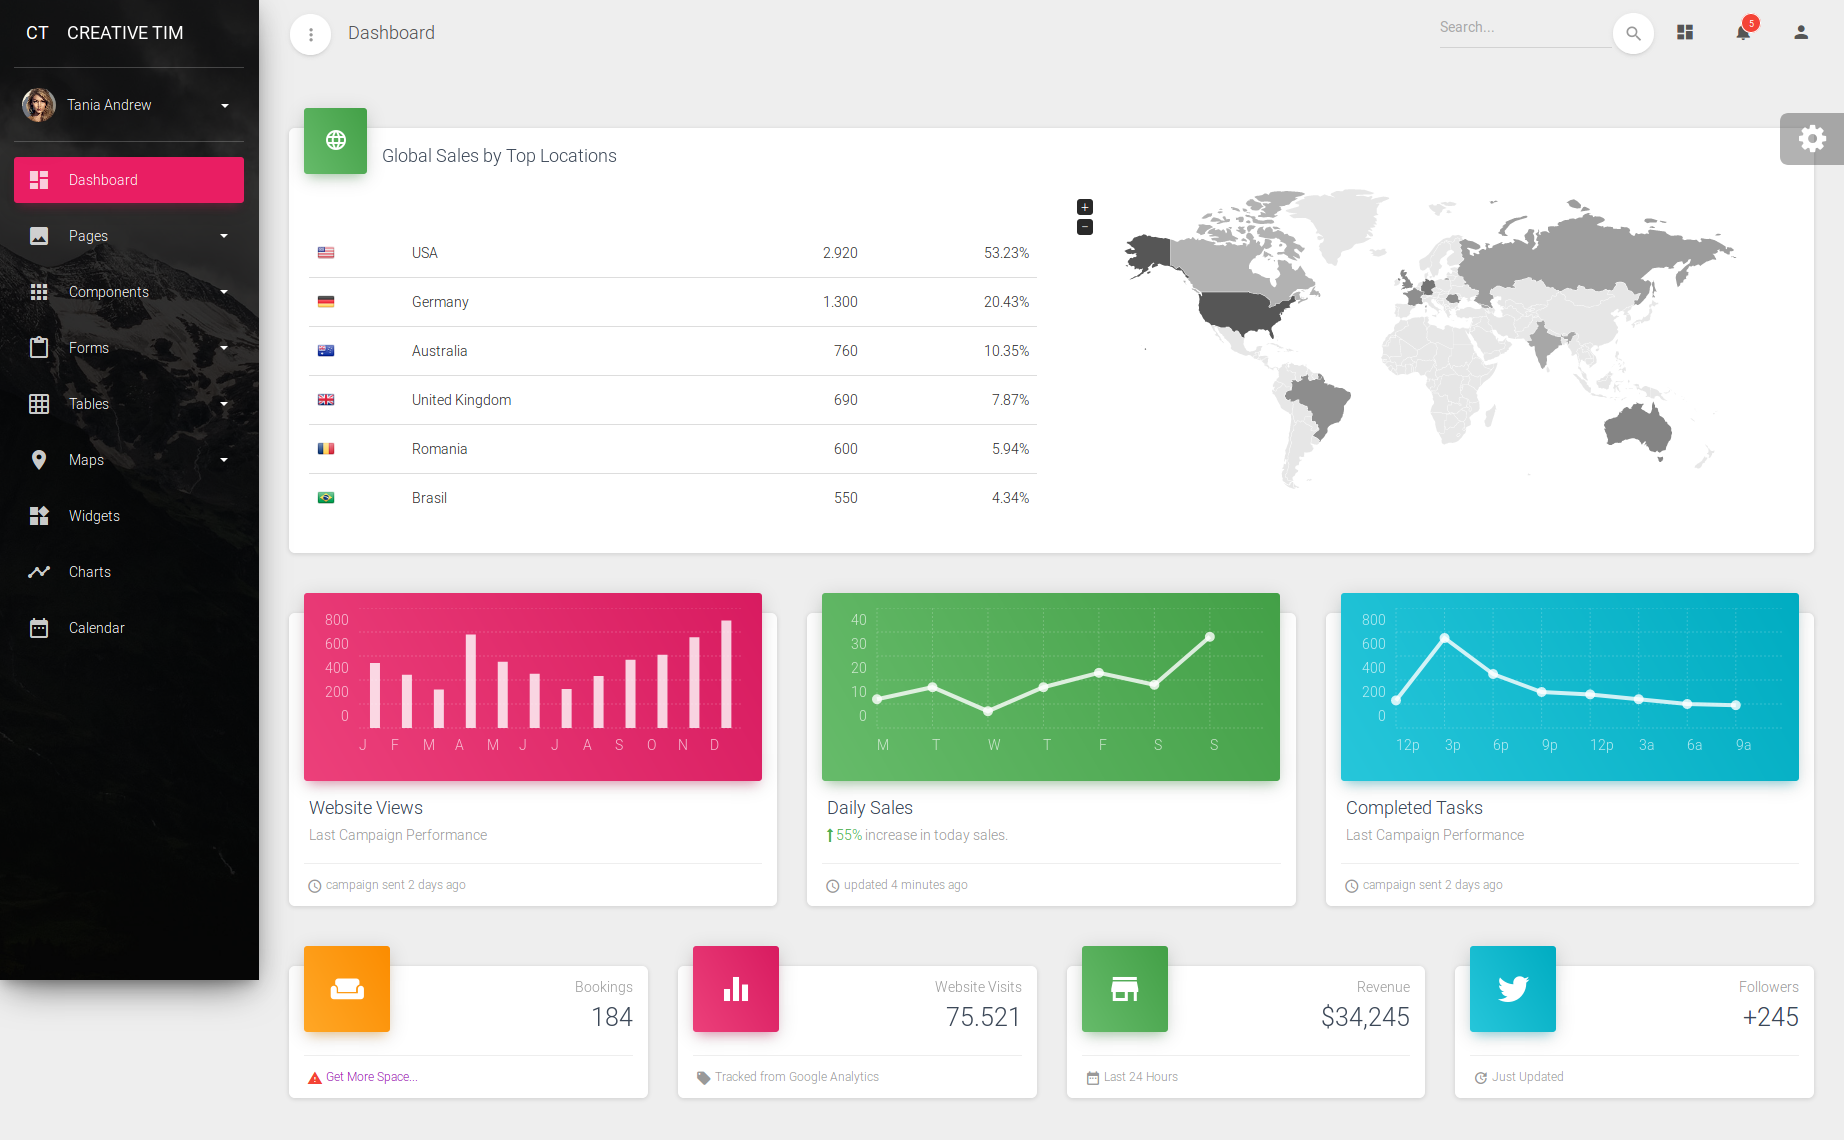 CT CREATIVE TIM
Tania Andrew
Dashboard
Pages
Components
Forms
Tables
Maps
Widgets
Charts
Calendar
Dashboard
Search...
5
Global Sales by Top Locations
USA 2.920 53.23%
Germany 1.300 20.43%
Australia 760 10.35%
United Kingdom 690 7.87%
Romania 600 5.94%
Brasil 550 4.34%
+
−
800
600
400
200
0
J F M A M J J A S O N D
Website Views
Last Campaign Performance
campaign sent 2 days ago
40
30
20
10
0
M T W T F S S
Daily Sales
55% increase in today sales.
updated 4 minutes ago
800
600
400
200
0
12p 3p 6p 9p 12p 3a 6a 9a
Completed Tasks
Last Campaign Performance
campaign sent 2 days ago
Bookings
184
Get More Space...
Website Visits
75.521
Tracked from Google Analytics
Revenue
$34,245
Last 24 Hours
Followers
+245
Just Updated